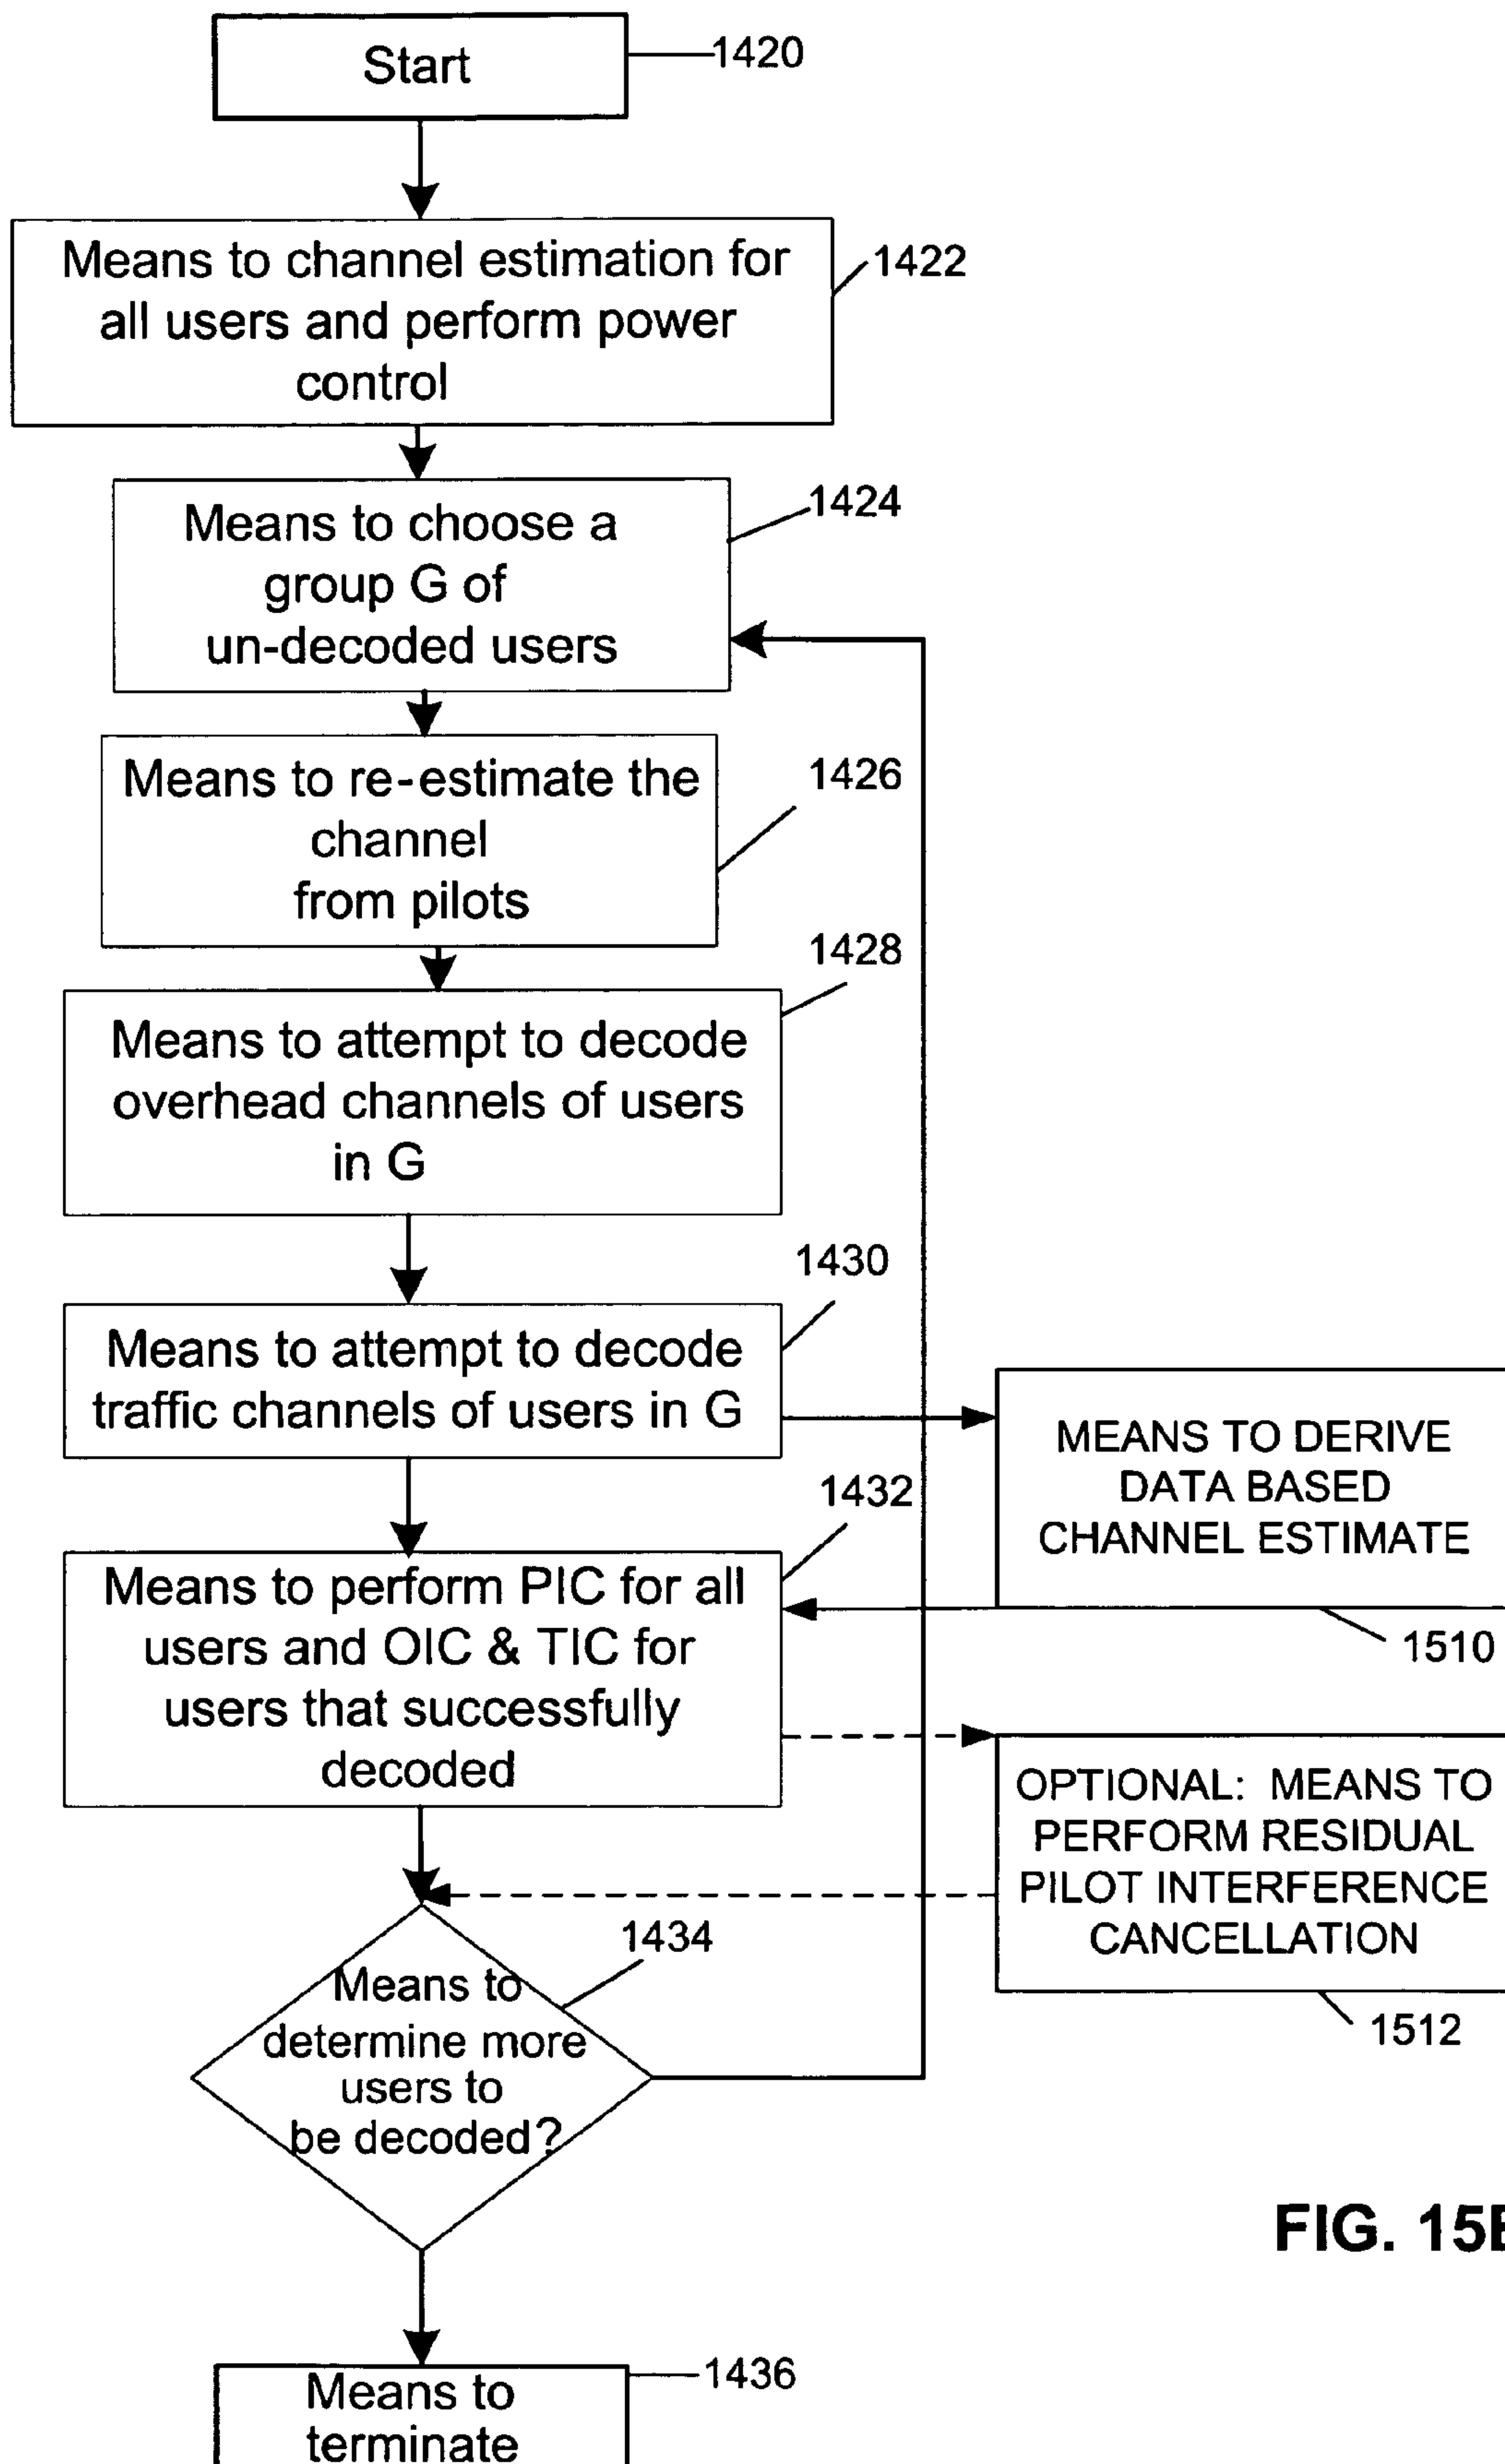 Start
1420
Means to channel estimation for
all users and perform power
control
1422
Means to choose a
group G of
un-decoded users
1424
Means to re-estimate the
channel
from pilots
1426
Means to attempt to decode
overhead channels of users
in G
1428
Means to attempt to decode
traffic channels of users in G
1430
MEANS TO DERIVE
DATA BASED
CHANNEL ESTIMATE
1510
Means to perform PIC for all
users and OIC & TIC for
users that successfully
decoded
1432
OPTIONAL: MEANS TO
PERFORM RESIDUAL
PILOT INTERFERENCE
CANCELLATION
1512
Means to
determine more
users to
be decoded?
1434
FIG. 15B
Means to
terminate
1436